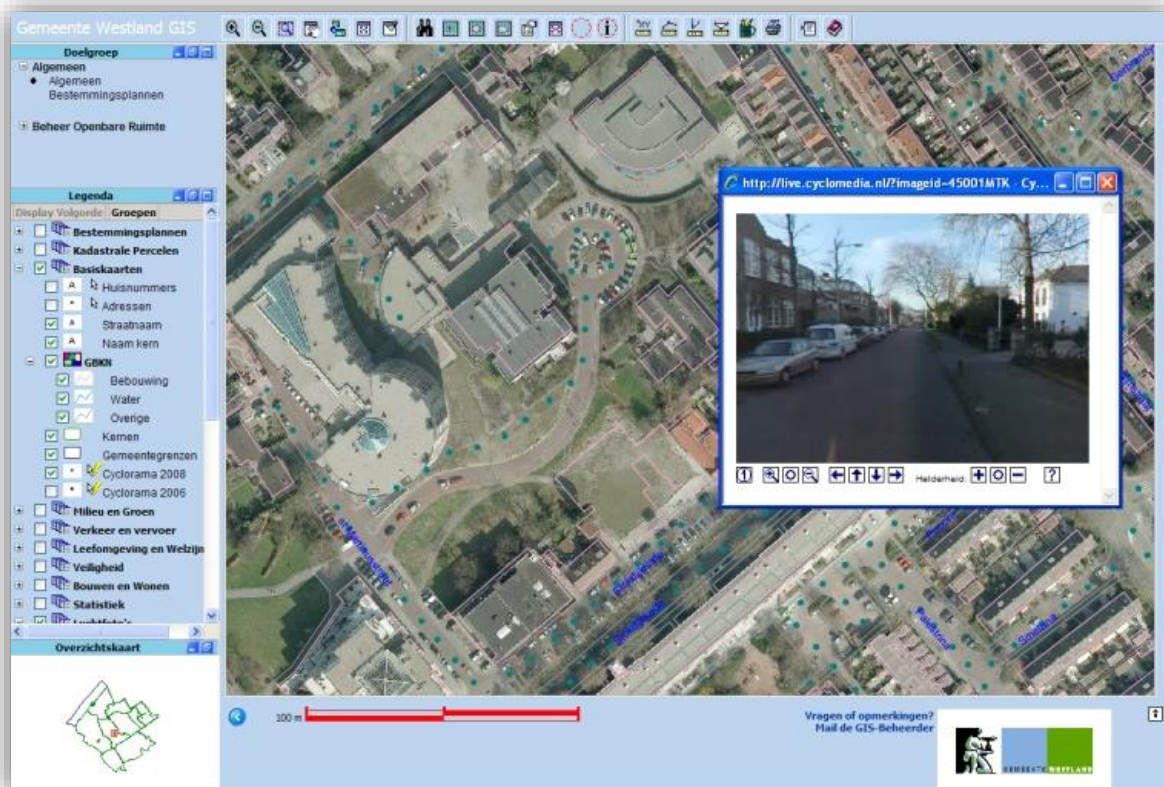 Gemeente Westland GIS
Doelgroep
Algemeen
Algemeen
Bestemmingsplannen
Beheer Openbare Ruimte
Legenda
Display Volgorde Groepen
Bestemmingsplannen
Kadastrale Percelen
Basiskaarten
A Huisnummers
Adressen
A Straatnaam
A Naam kern
GBKN
Bebouwing
Water
Overige
Kernen
Gemeentegrenzen
Cyclorama 2008
Cyclorama 2006
Milieu en Groen
Verkeer en vervoer
Leefomgeving en Welzijn
Veiligheid
Bouwen en Wonen
Statistiek
Luchtfoto's
Overzichtskaart
http://live.cyclomedia.nl/?imageid=45001MTK - Cy...
Helderheid:
?
100 m
Vragen of opmerkingen?
Mail de GIS-Beheerder
GEMEENTE WESTLAND